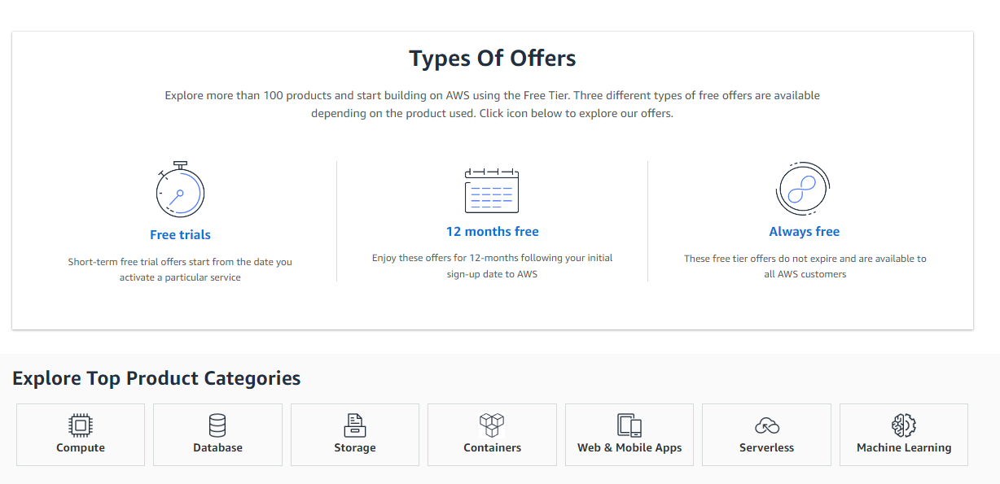 Types Of Offers
Explore more than 100 products and start building on AWS using the Free Tier. Three different types of free offers are available
depending on the product used. Click icon below to explore our offers.
Free trials
Short-term free trial offers start from the date you
activate a particular service
12 months free
Enjoy these offers for 12-months following your initial
sign-up date to AWS
Always free
These free tier offers do not expire and are available to
all AWS customers
Explore Top Product Categories
Compute
Database
Storage
Containers
Web & Mobile Apps
Serverless
Machine Learning